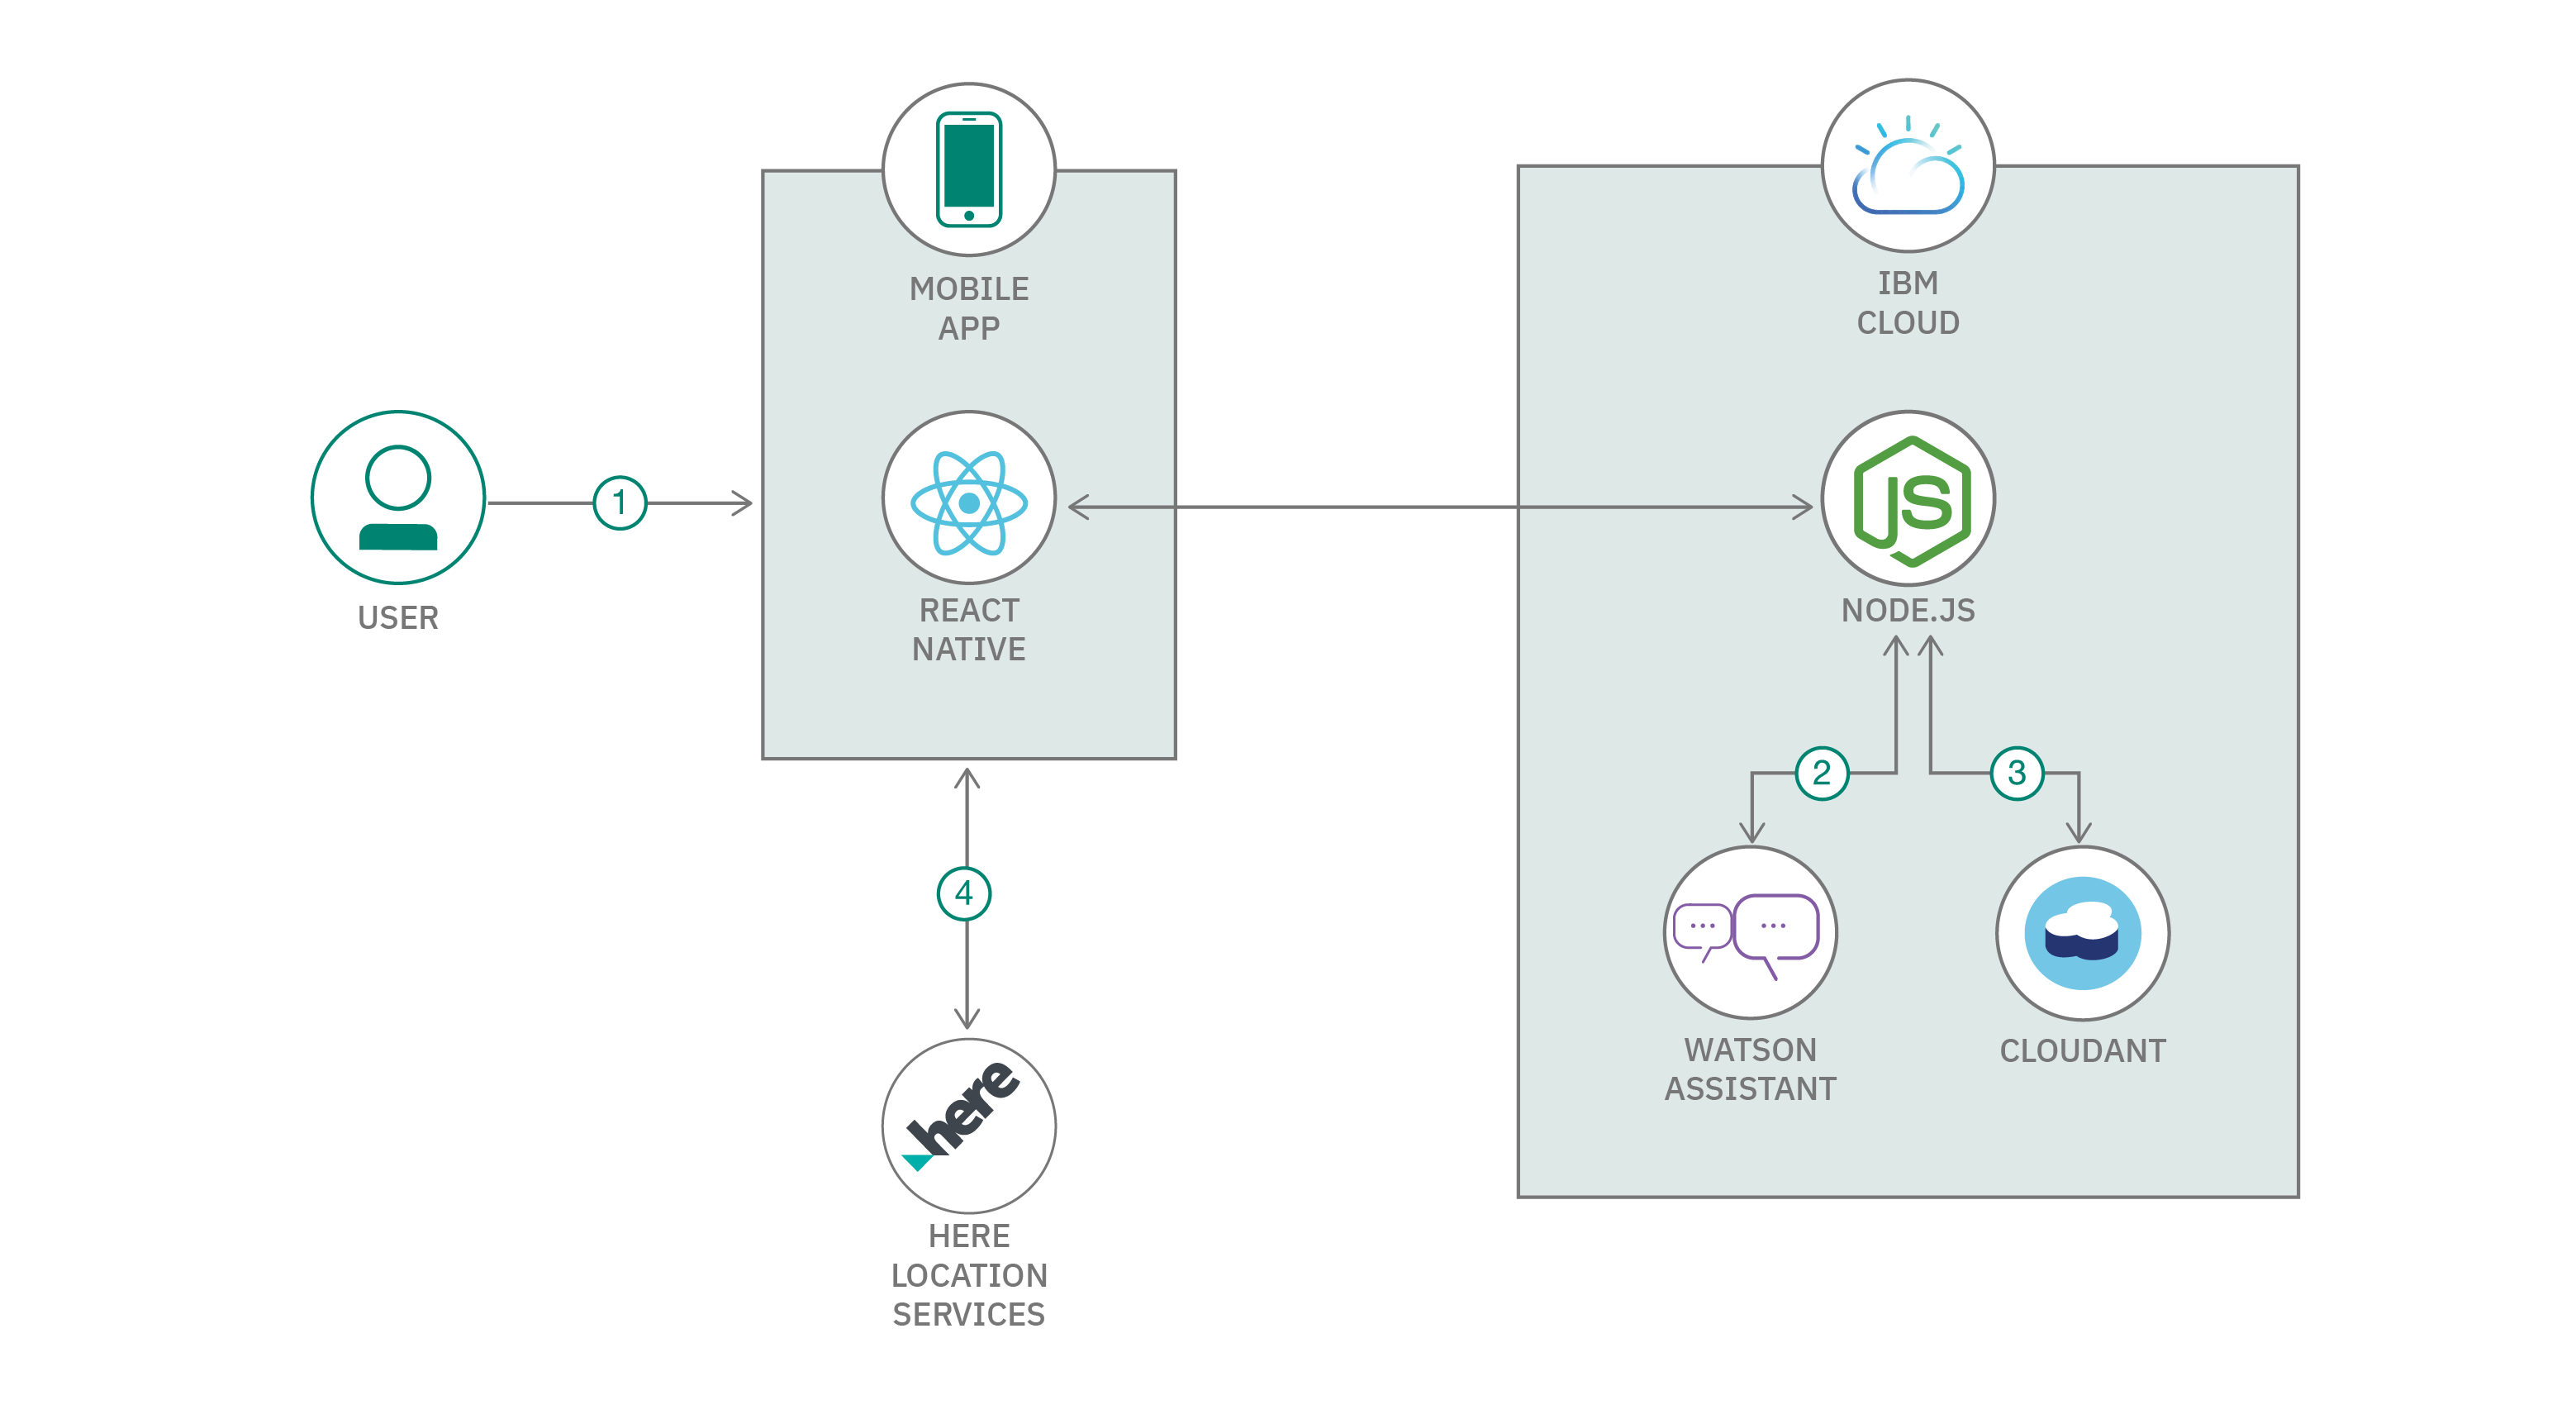 MOBILE
APP
IBM
CLOUD
USER
1
REACT
NATIVE
JS
NODE.JS
2
3
4
WATSON
ASSISTANT
CLOUDANT
here
HERE
LOCATION
SERVICES